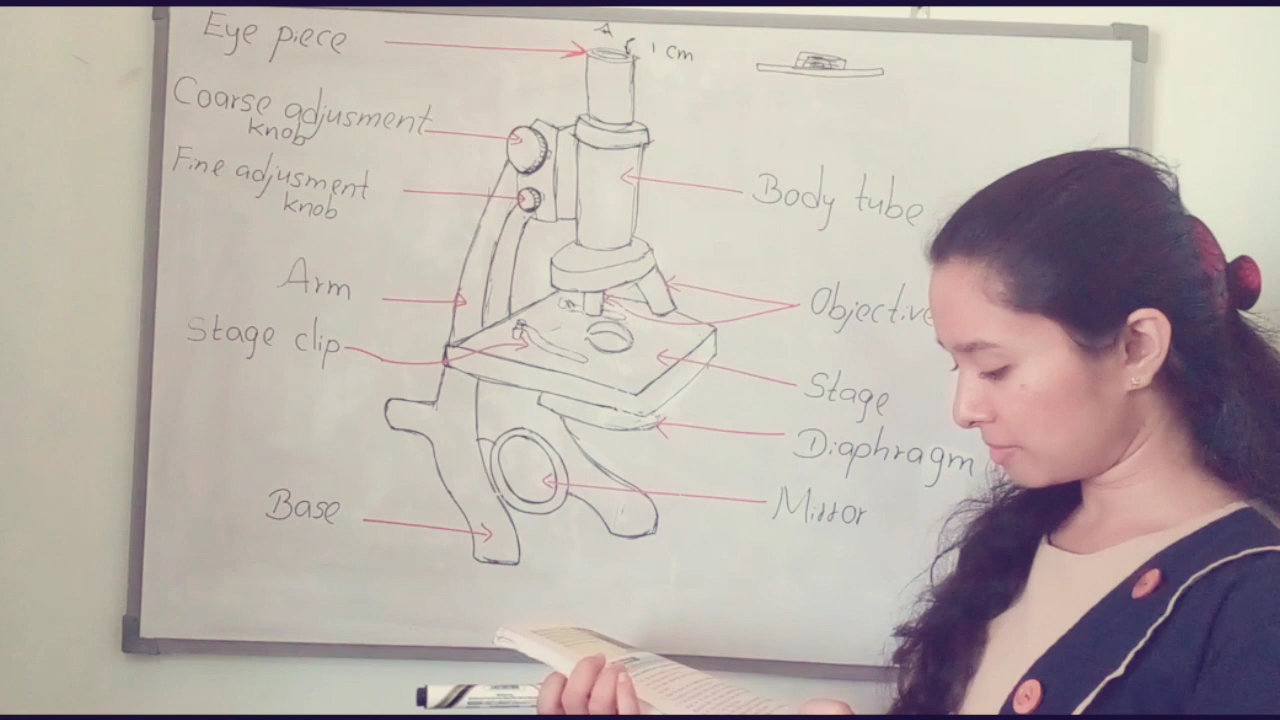 Eye piece
A
1 cm
Coarse adjusment
knob
Fine adjusment
knob
Body tube
Arm
Objective
Stage clip
Stage
Diaphragm
Base
Mirror